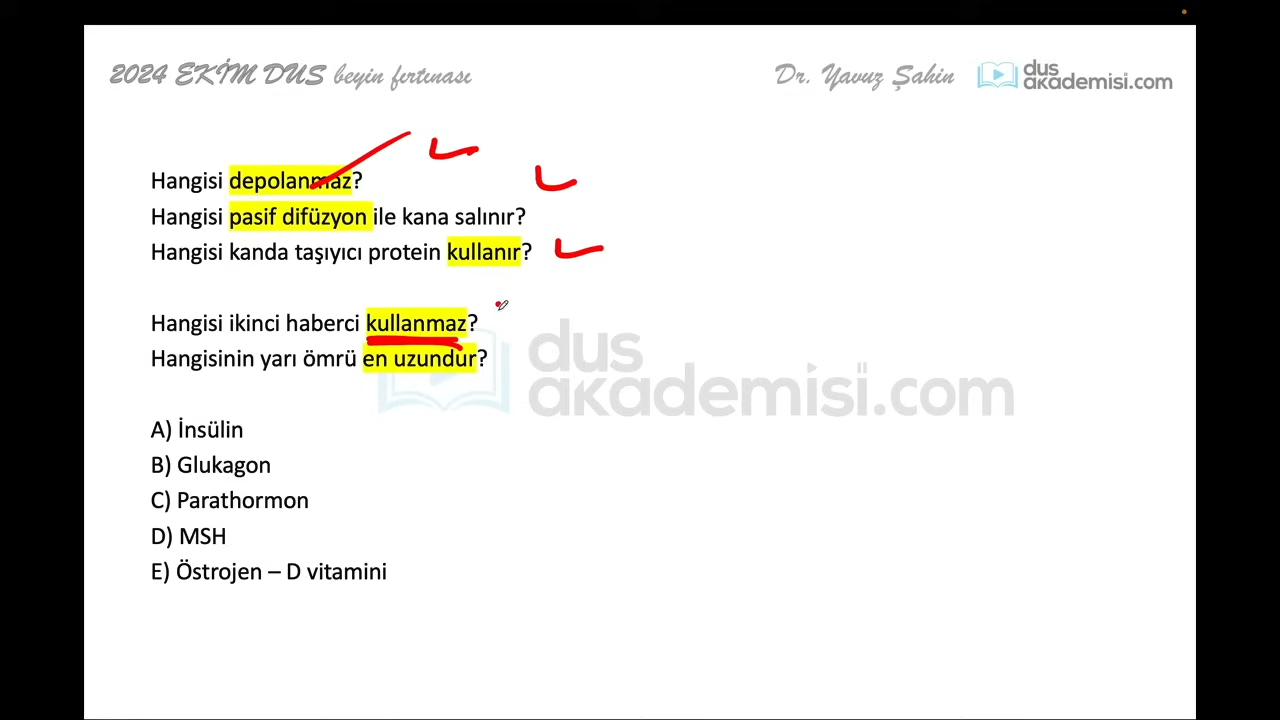 2024 EKİM DUS beyin fırtınası
Dr. Yavuz Şahin
dus
akademisi.com
Hangisi depolanmaz?
Hangisi pasif difüzyon ile kana salınır?
Hangisi kanda taşıyıcı protein kullanır?
Hangisi ikinci haberci kullanmaz?
Hangisinin yarı ömrü en uzundur?
dus
akademisi.com
A) İnsülin
B) Glukagon
C) Parathormon
D) MSH
E) Östrojen – D vitamini